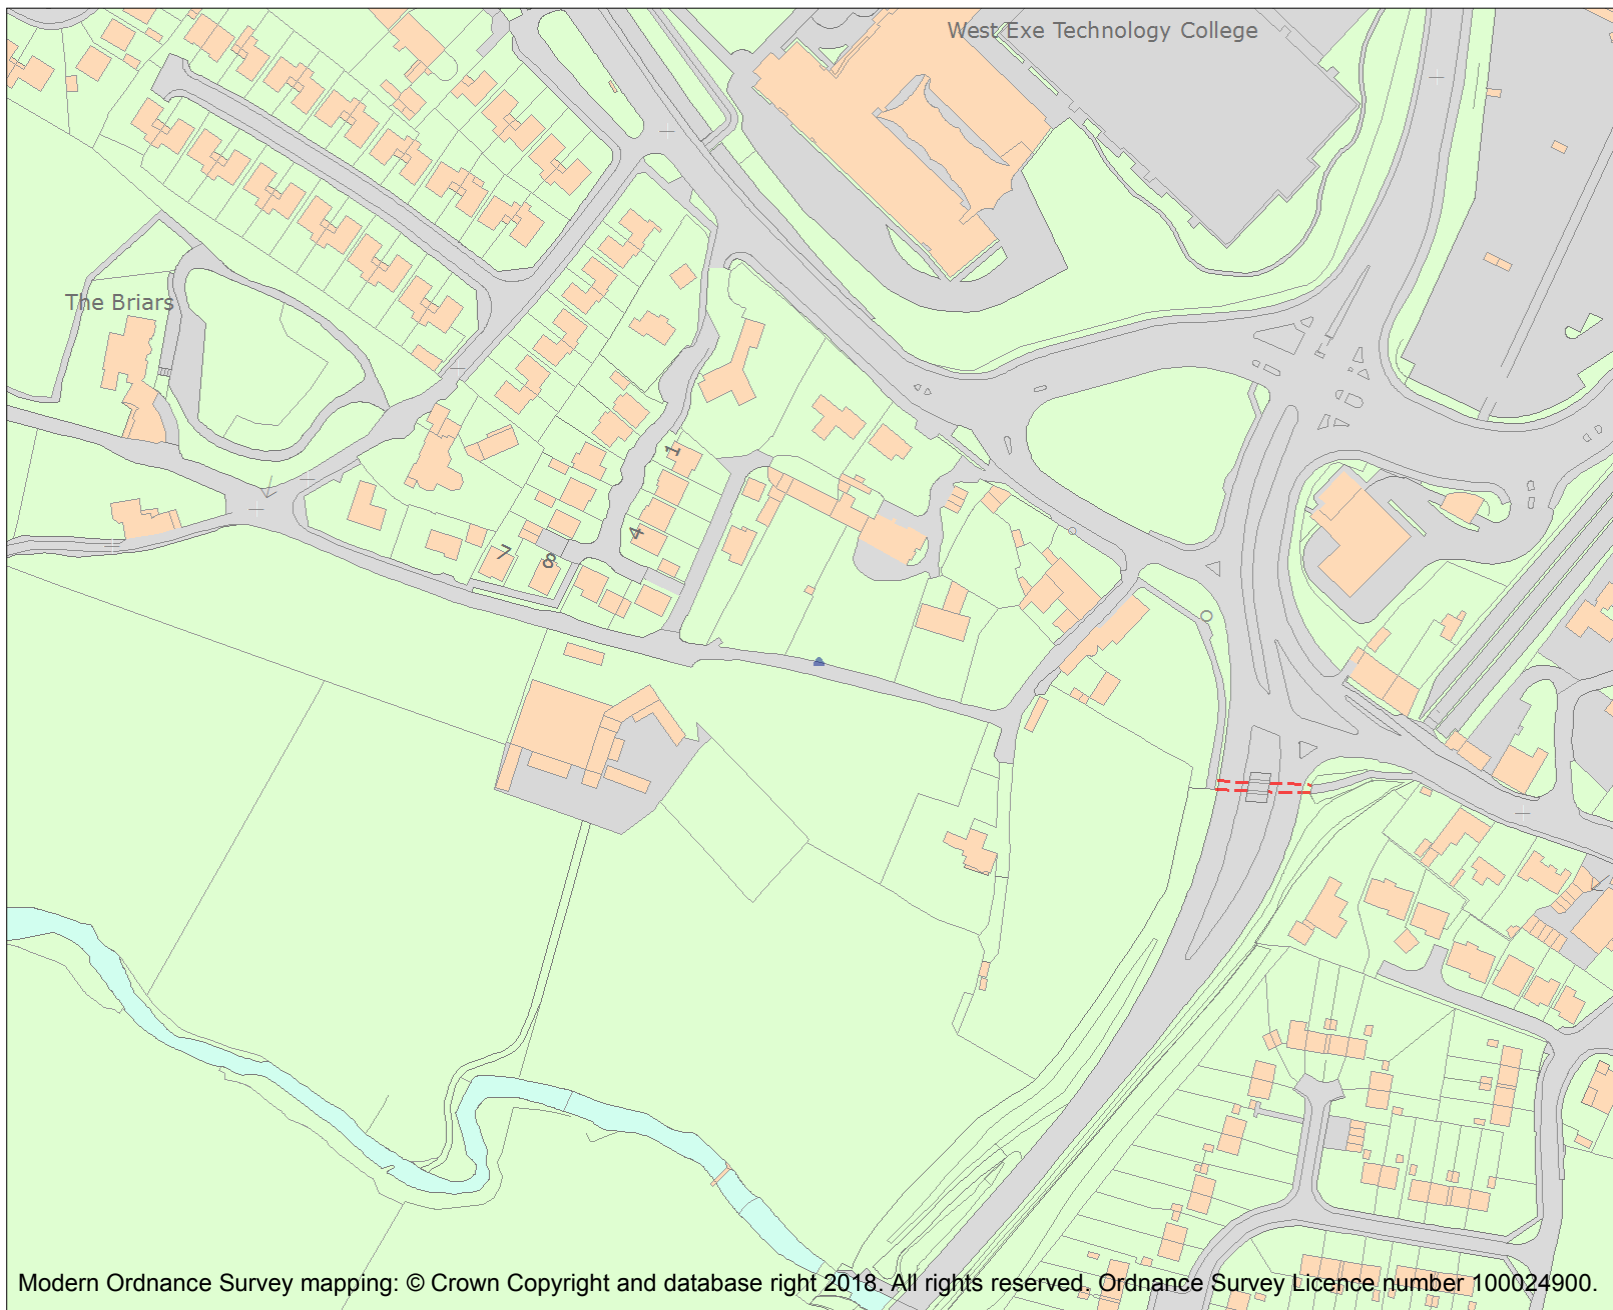 West Exe Technology College
The Briars
1
4
7
8
Modern Ordnance Survey mapping: © Crown Copyright and database right 2018. All rights reserved. Ordnance Survey Licence number 100024900.